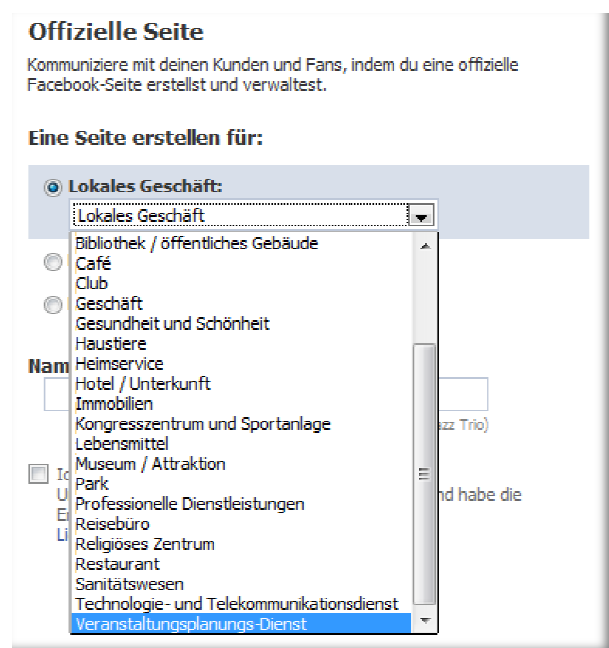 Offizielle Seite
Kommuniziere mit deinen Kunden und Fans, indem du eine offizielle
Facebook-Seite erstellst und verwaltest.
Eine Seite erstellen für:
Lokales Geschäft:
Lokales Geschäft
Bibliothek / öffentliches Gebäude
Café
Club
Geschäft
Gesundheit und Schönheit
Haustiere
Heimservice
Hotel / Unterkunft
Immobilien
Kongresszentrum und Sportanlage
Lebensmittel
Museum / Attraktion
Park
Professionelle Dienstleistungen
Reisebüro
Religiöses Zentrum
Restaurant
Sanitätswesen
Technologie- und Telekommunikationsdienst
Veranstaltungsplanungs-Dienst
Nam
Trio)
habe die